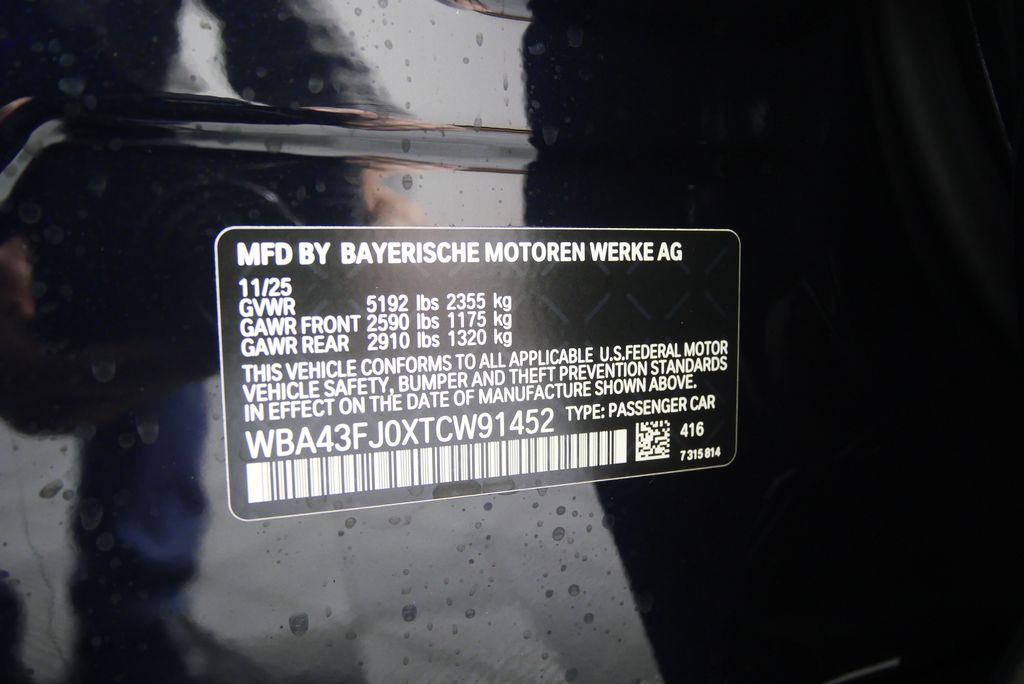 MFD BY BAYERISCHE MOTOREN WERKE AG
11/25
GVWR 5192 lbs 2355 kg
GAWR FRONT 2590 lbs 1175 kg
GAWR REAR 2910 lbs 1320 kg
THIS VEHICLE CONFORMS TO ALL APPLICABLE U.S.FEDERAL MOTOR
VEHICLE SAFETY, BUMPER AND THEFT PREVENTION STANDARDS
IN EFFECT ON THE DATE OF MANUFACTURE SHOWN ABOVE.
WBA43FJ0XTCW91452 TYPE: PASSENGER CAR
416
7 315 814